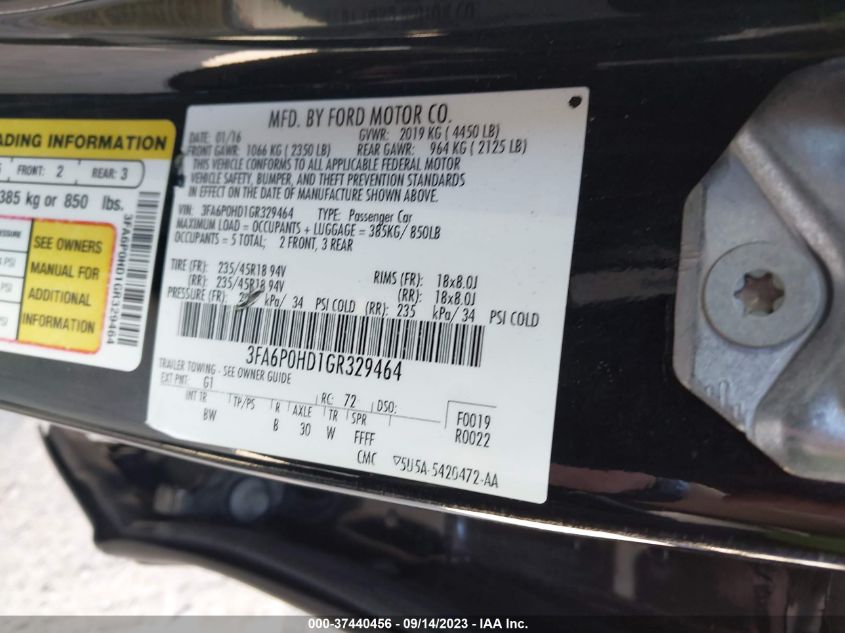 MFD. BY FORD MOTOR CO.
DATE: 01/16 GVWR: 2019 KG ( 4450 LB)
FRONT GAWR: 1066 KG ( 2350 LB) REAR GAWR: 964 KG ( 2125 LB)
THIS VEHICLE CONFORMS TO ALL APPLICABLE FEDERAL MOTOR
VEHICLE SAFETY, BUMPER, AND THEFT PREVENTION STANDARDS
IN EFFECT ON THE DATE OF MANUFACTURE SHOWN ABOVE.
VIN: 3FA6P0HD1GR329464 TYPE: Passenger Car
MAXIMUM LOAD = OCCUPANTS + LUGGAGE = 385KG/ 850LB
OCCUPANTS = 5 TOTAL; 2 FRONT, 3 REAR
TIRE (FR): 235/45R18 94V RIMS (FR): 18x8.0J
(RR): 235/45R18 94V (RR): 18x8.0J
PRESSURE (FR): kPa/ 34 PSI COLD (RR): 235 kPa/ 34 PSI COLD
3FA6P0HD1GR329464
TRAILER TOWING - SEE OWNER GUIDE
EXT PNT: G1 RC: 72 DSO: F0019
INT TR TP/PS R AXLE TR SPR R0022
BW B 30 W FFFF
CMC ▽5U5A-5420472-AA
ADING INFORMATION
FRONT: 2 REAR: 3
385 kg or 850 lbs.
SEE OWNERS
MANUAL FOR
ADDITIONAL
INFORMATION
3FA6P0HD1GR329464
000-37440456 - 09/14/2023 - IAA Inc.